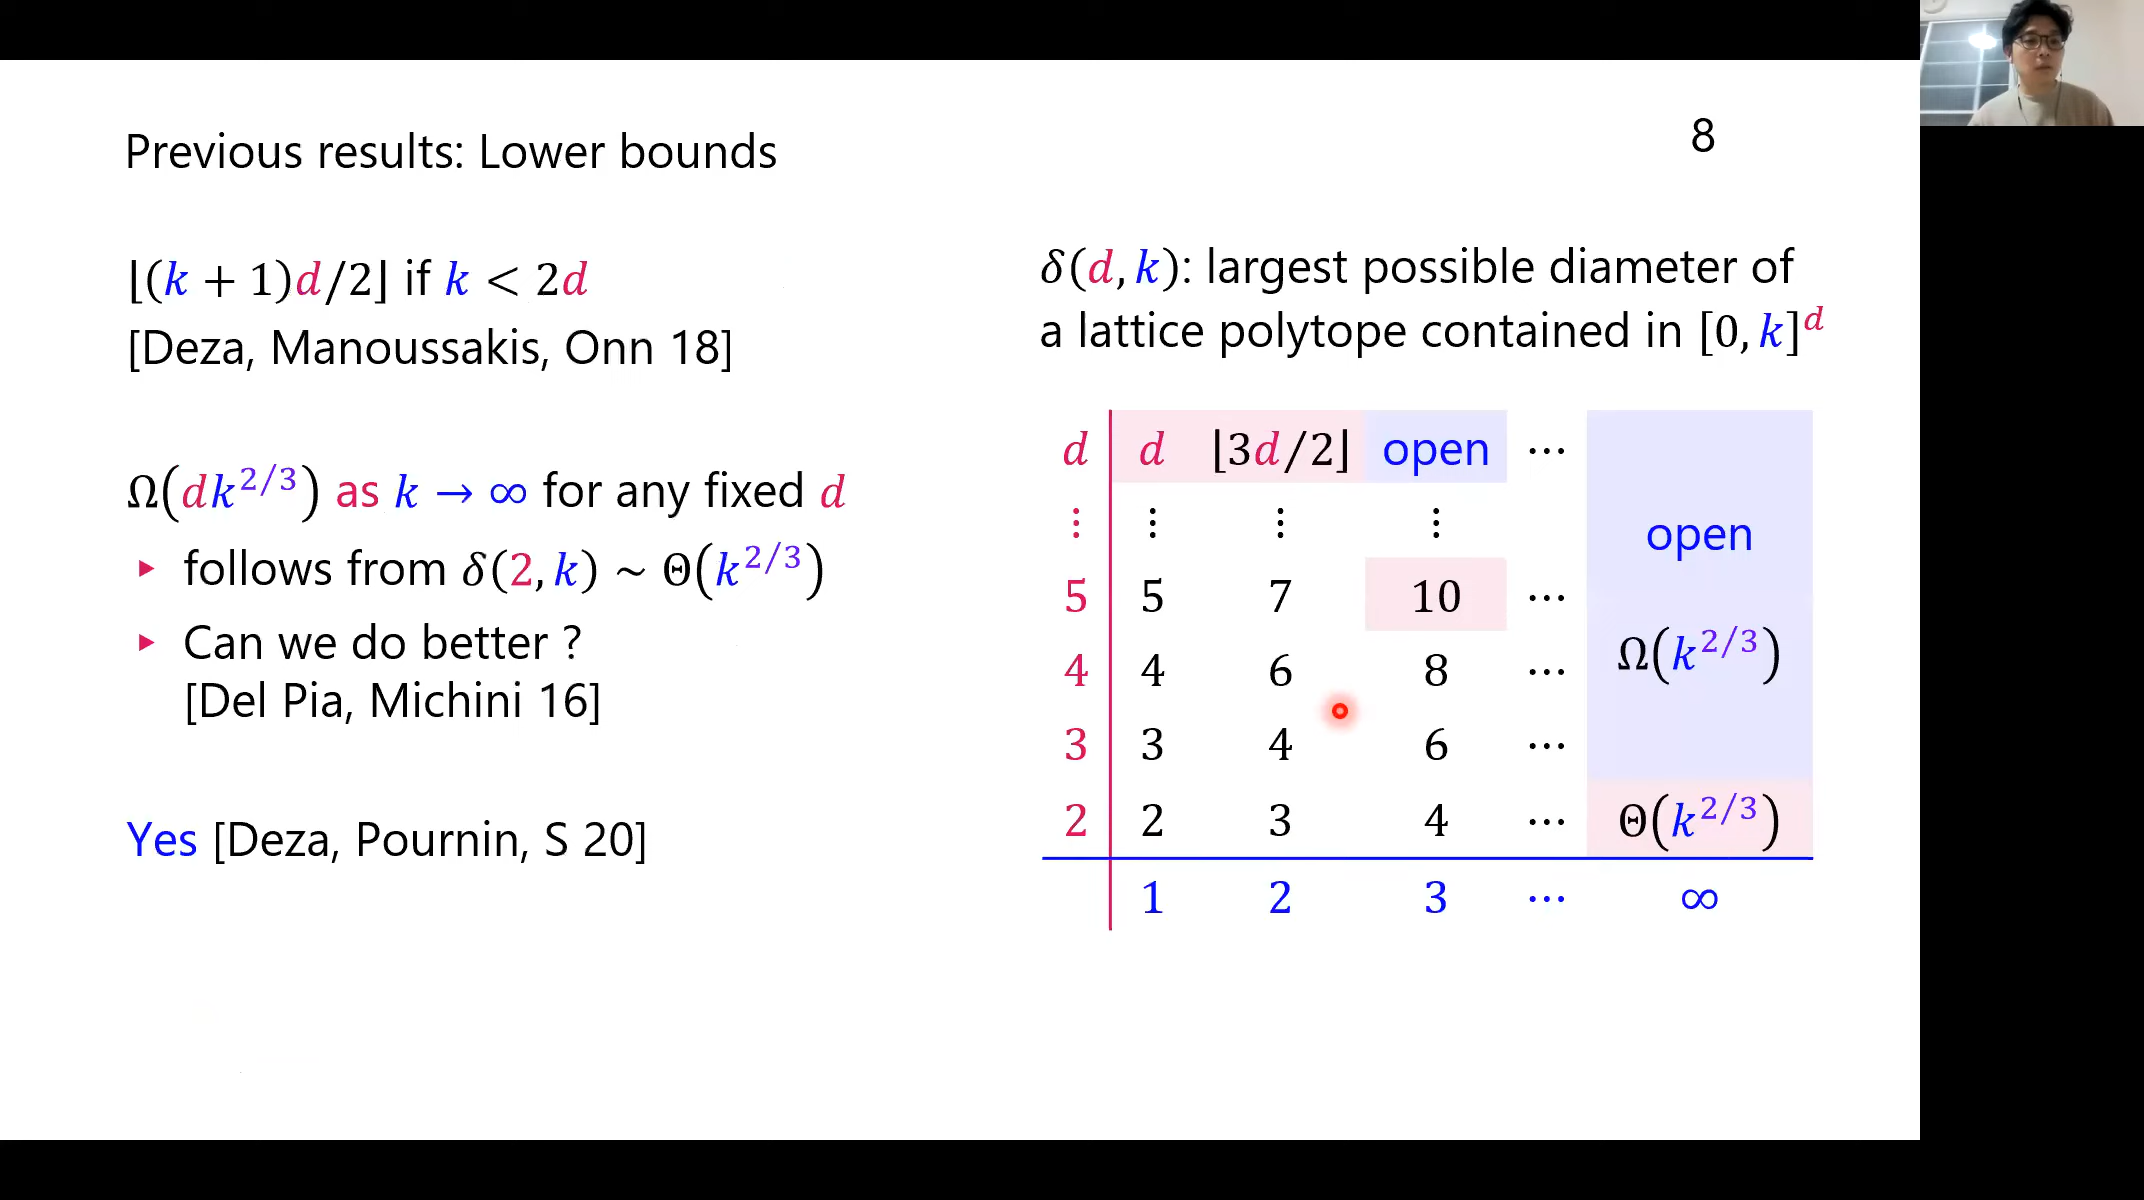 Previous results: Lower bounds
8
⌊(k + 1)d/2⌋ if k < 2d
[Deza, Manoussakis, Onn 18]
Ω(dk^{2/3}) as k → ∞ for any fixed d
▸ follows from δ(2, k) ~ Θ(k^{2/3})
▸ Can we do better ?
[Del Pia, Michini 16]
Yes [Deza, Pournin, S 20]
δ(d, k): largest possible diameter of
a lattice polytope contained in [0, k]^d
d d ⌊3d/2⌋ open ⋯
⋮ ⋮ ⋮ ⋮ open
5 5 7 10 ⋯
4 4 6 8 ⋯ Ω(k^{2/3})
3 3 4 6 ⋯
2 2 3 4 ⋯ Θ(k^{2/3})
1 2 3 ⋯ ∞